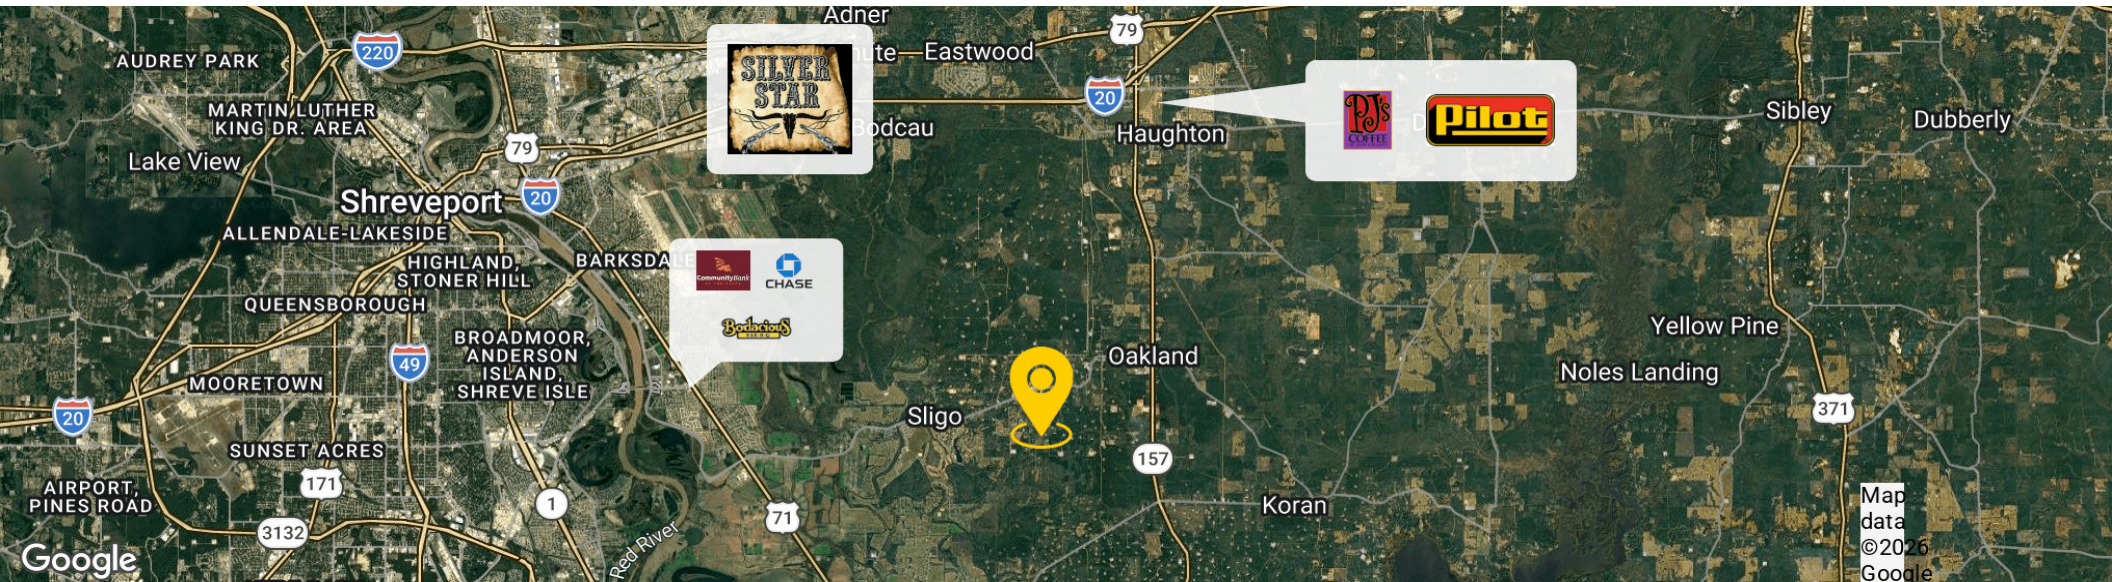 Adner
79
220
AUDREY PARK
nute
Eastwood
SILVER
STAR
20
MARTIN LUTHER
KING DR. AREA
PJ's
COFFEE
Pilot
Sibley
Dubberly
Bodcau
Haughton
79
Lake View
Shreveport
20
ALLENDALE-LAKESIDE
HIGHLAND,
STONER HILL
BARKSDALE
CommunityBank
CHASE
QUEENSBOROUGH
Bodacious
BROADMOOR,
ANDERSON
ISLAND,
SHREVE ISLE
Yellow Pine
49
Oakland
Noles Landing
MOORETOWN
20
371
Sligo
SUNSET ACRES
157
171
AIRPORT,
PINES ROAD
1
Koran
71
3132
Red River
Google
Map
data
©2026
Google